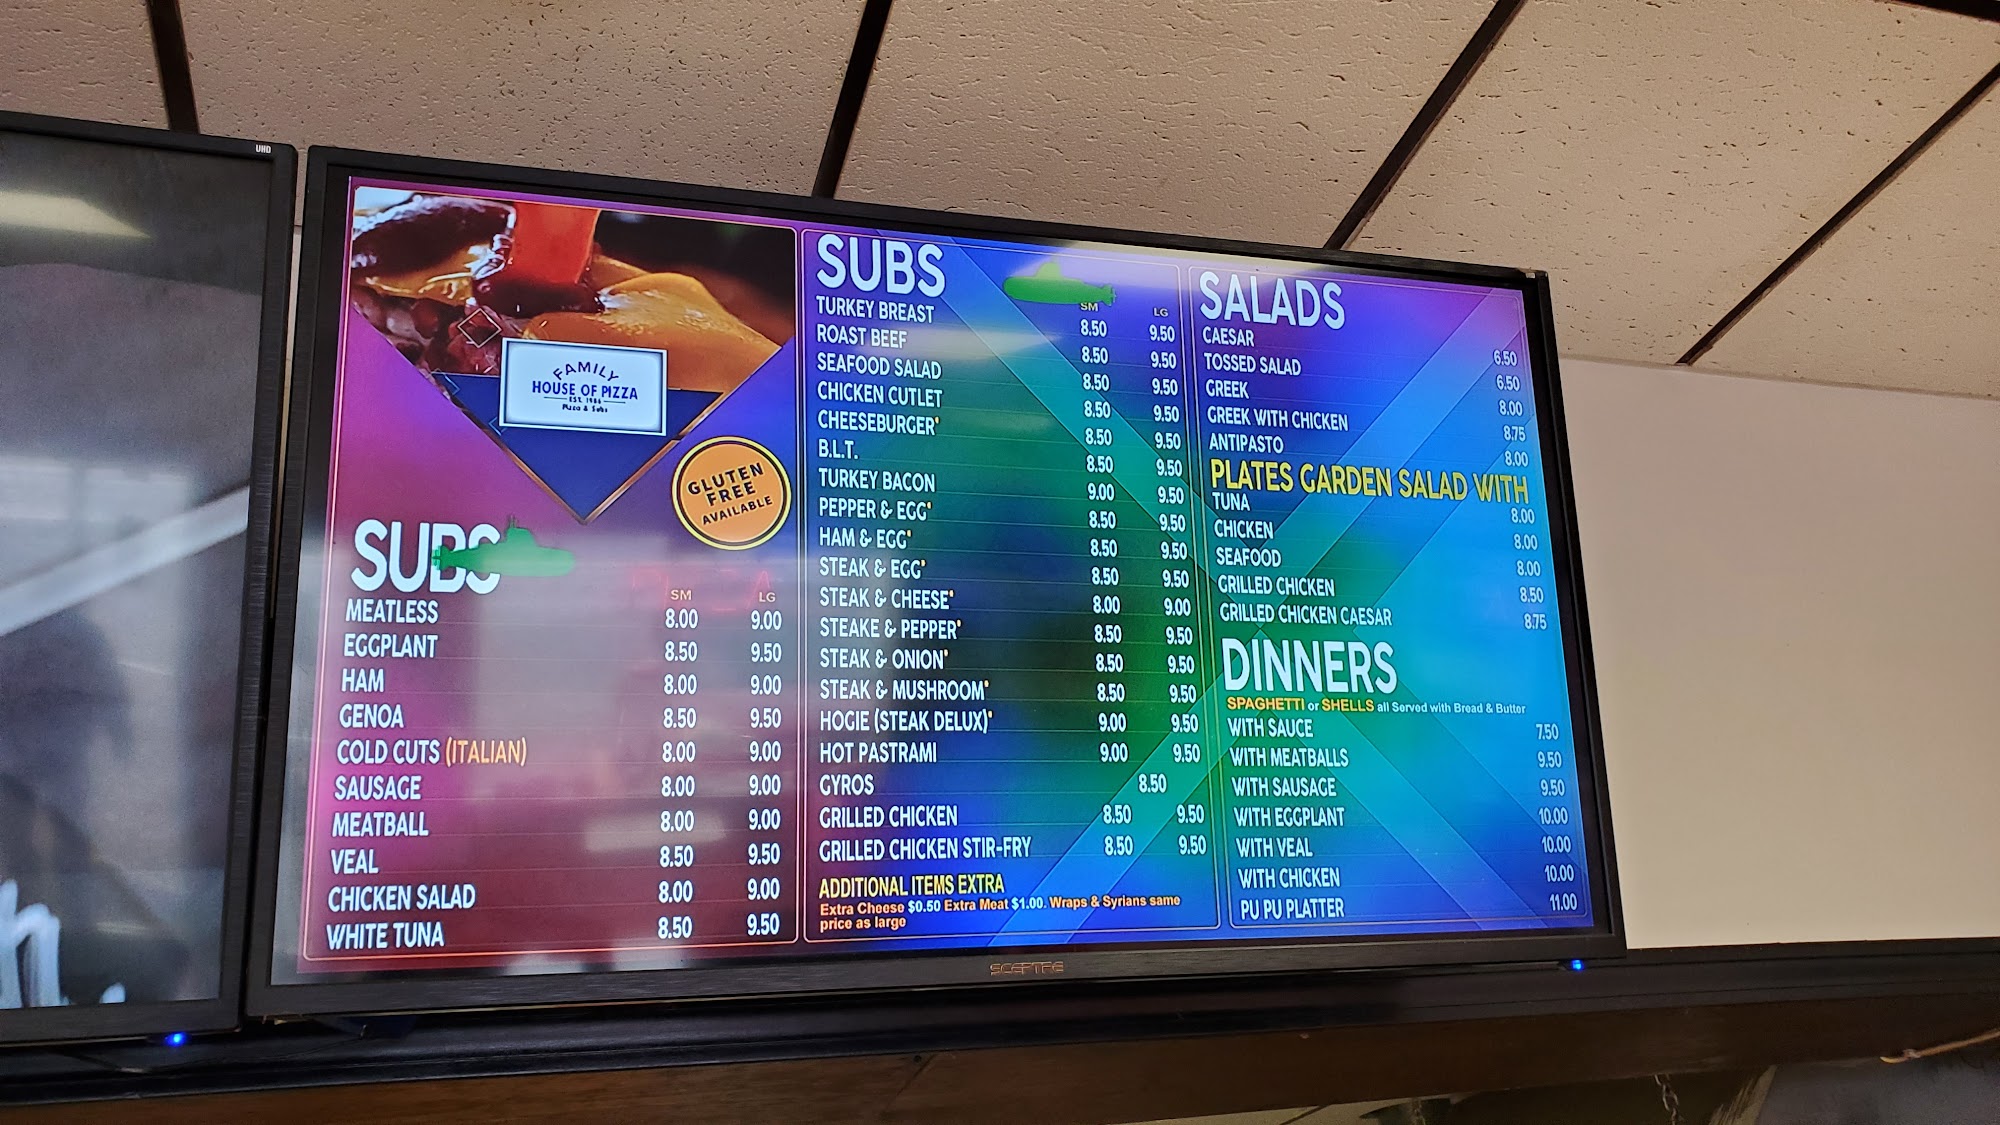 UHD
FAMILY
HOUSE OF PIZZA
EST. 1986
Pizza & Subs
GLUTEN
FREE
AVAILABLE
SUBS
SM LG
MEATLESS 8.00 9.00
EGGPLANT 8.50 9.50
HAM 8.00 9.00
GENOA 8.50 9.50
COLD CUTS (ITALIAN) 8.00 9.00
SAUSAGE 8.00 9.00
MEATBALL 8.00 9.00
VEAL 8.50 9.50
CHICKEN SALAD 8.00 9.00
WHITE TUNA 8.50 9.50
SUBS
SM LG
TURKEY BREAST 8.50 9.50
ROAST BEEF 8.50 9.50
SEAFOOD SALAD 8.50 9.50
CHICKEN CUTLET 8.50 9.50
CHEESEBURGER* 8.50 9.50
B.L.T. 8.50 9.50
TURKEY BACON 9.00 9.50
PEPPER & EGG* 8.50 9.50
HAM & EGG* 8.50 9.50
STEAK & EGG* 8.50 9.50
STEAK & CHEESE* 8.00 9.00
STEAKE & PEPPER* 8.50 9.50
STEAK & ONION* 8.50 9.50
STEAK & MUSHROOM* 8.50 9.50
HOGIE (STEAK DELUX)* 9.00 9.50
HOT PASTRAMI 9.00 9.50
GYROS 8.50
GRILLED CHICKEN 8.50 9.50
GRILLED CHICKEN STIR-FRY 8.50 9.50
ADDITIONAL ITEMS EXTRA
Extra Cheese $0.50 Extra Meat $1.00. Wraps & Syrians same
price as large
SALADS
CAESAR 6.50
TOSSED SALAD 6.50
GREEK 8.00
GREEK WITH CHICKEN 8.75
ANTIPASTO 8.00
PLATES GARDEN SALAD WITH
TUNA 8.00
CHICKEN 8.00
SEAFOOD 8.00
GRILLED CHICKEN 8.50
GRILLED CHICKEN CAESAR 8.75
DINNERS
SPAGHETTI or SHELLS all Served with Bread & Butter
WITH SAUCE 7.50
WITH MEATBALLS 9.50
WITH SAUSAGE 9.50
WITH EGGPLANT 10.00
WITH VEAL 10.00
WITH CHICKEN 10.00
PU PU PLATTER 11.00
SCEPTRE